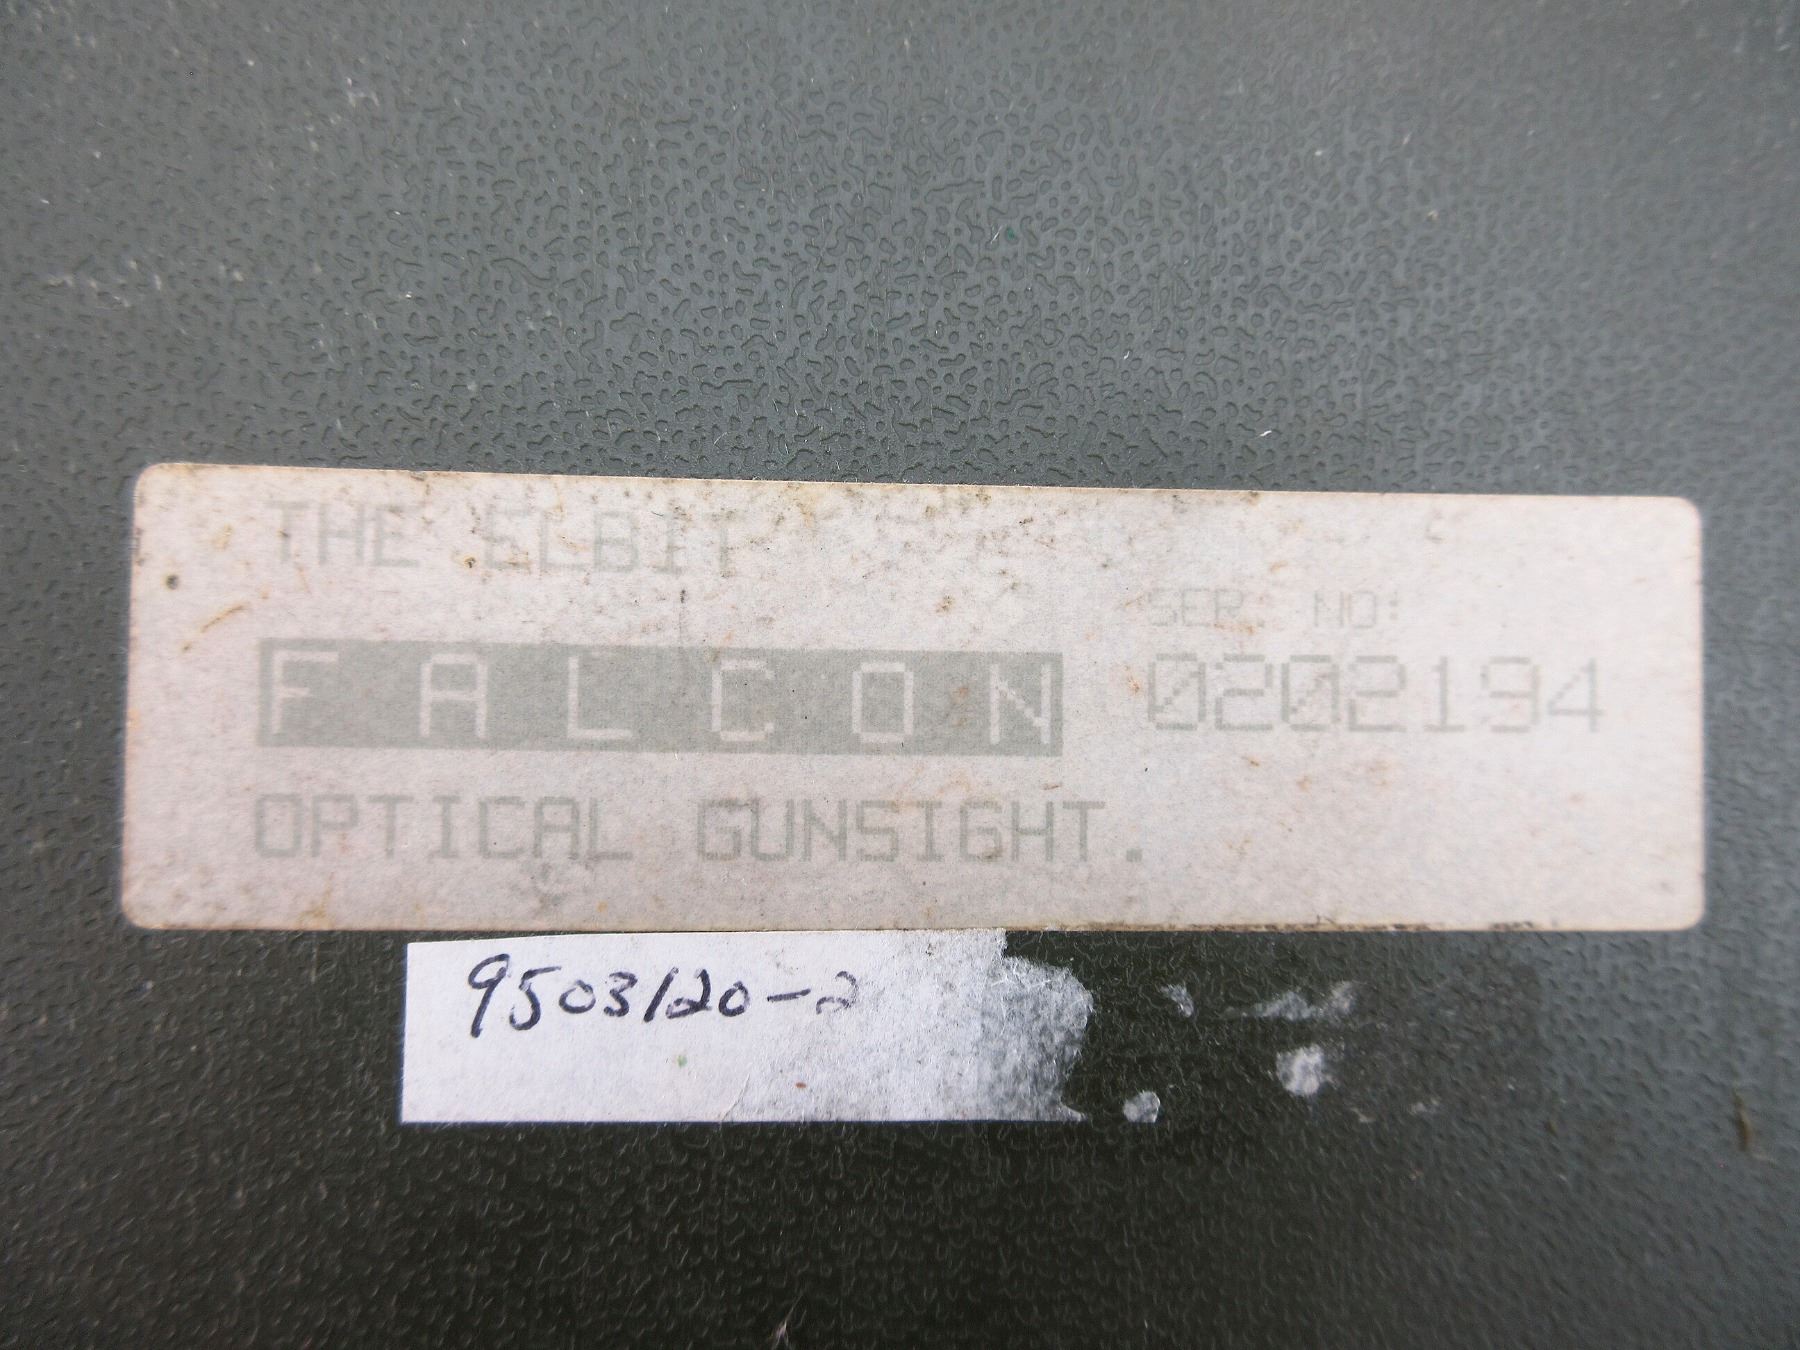 THE ELBIT
FALCON
OPTICAL GUNSIGHT.
SER. NO:
0202194
9503120-2